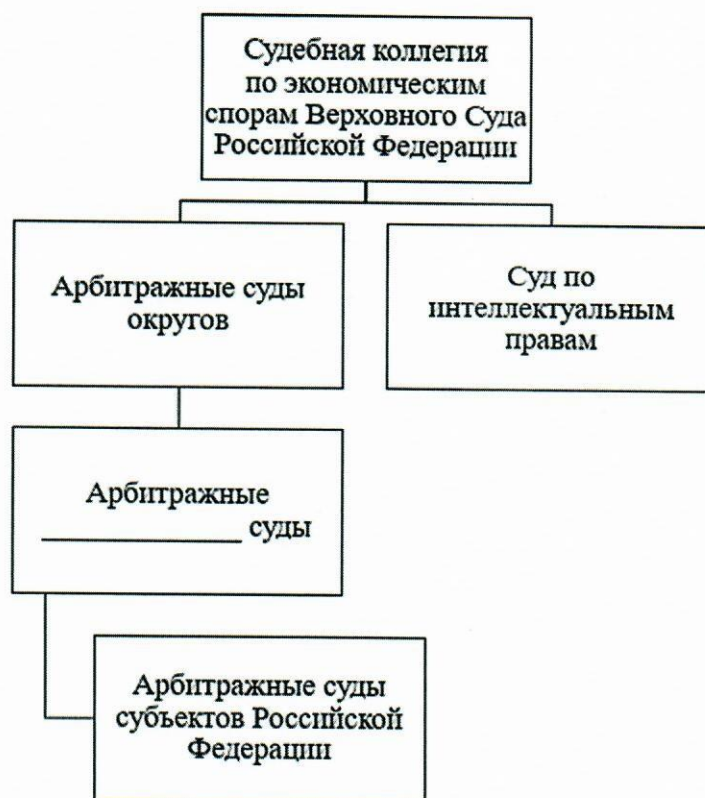 Судебная коллегия
по экономическим
спорам Верховного Суда
Российской Федерации
Арбитражные суды
округов
Суд по
интеллектуальным
правам
Арбитражные
______________ суды
Арбитражные суды
субъектов Российской
Федерации